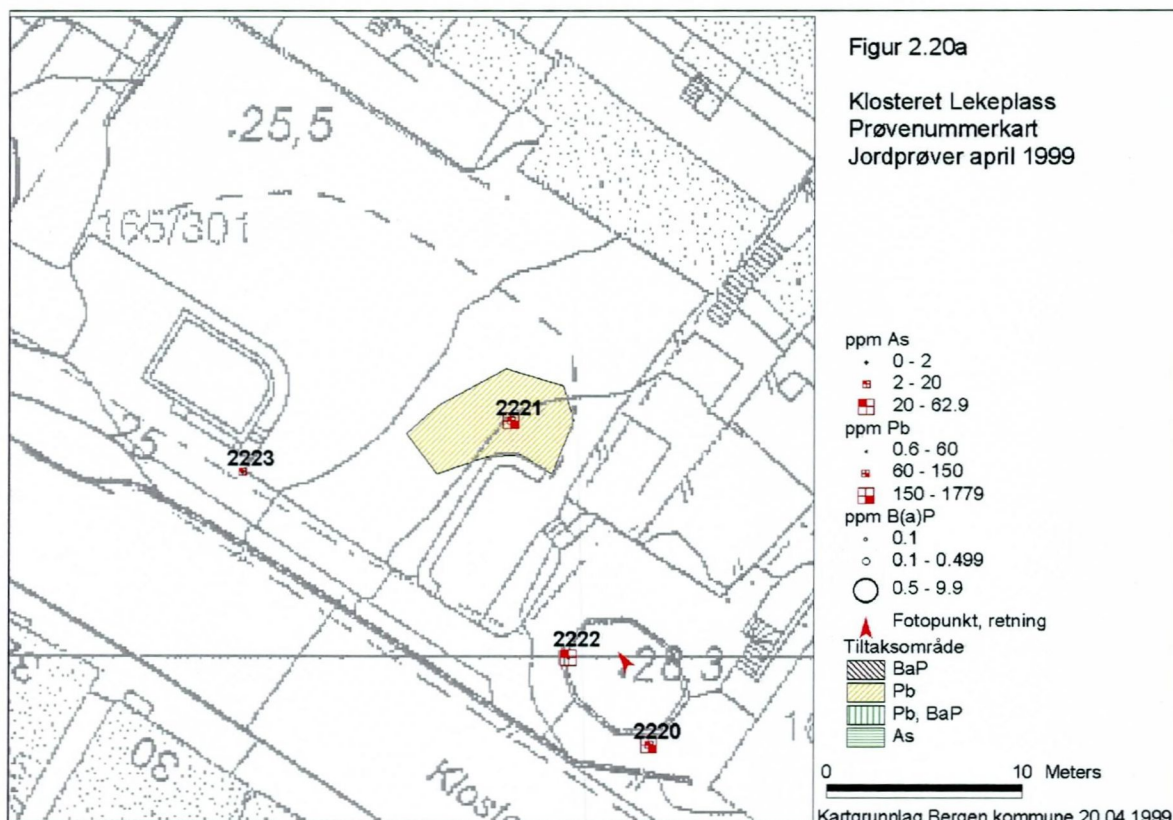 Figur 2.20a
Klosteret Lekeplass
Prøvenummerkart
Jordprøver april 1999
25,5
165/301
2221
25
2223
2222
28,3
2220
30
Kloste
ppm As
0 - 2
2 - 20
20 - 62.9
ppm Pb
0.6 - 60
60 - 150
150 - 1779
ppm B(a)P
0.1
0.1 - 0.499
0.5 - 9.9
Fotopunkt, retning
Tiltaksområde
BaP
Pb
Pb, BaP
As
0 10 Meters
Kartgrunnlag Bergen kommune 20.04.1999